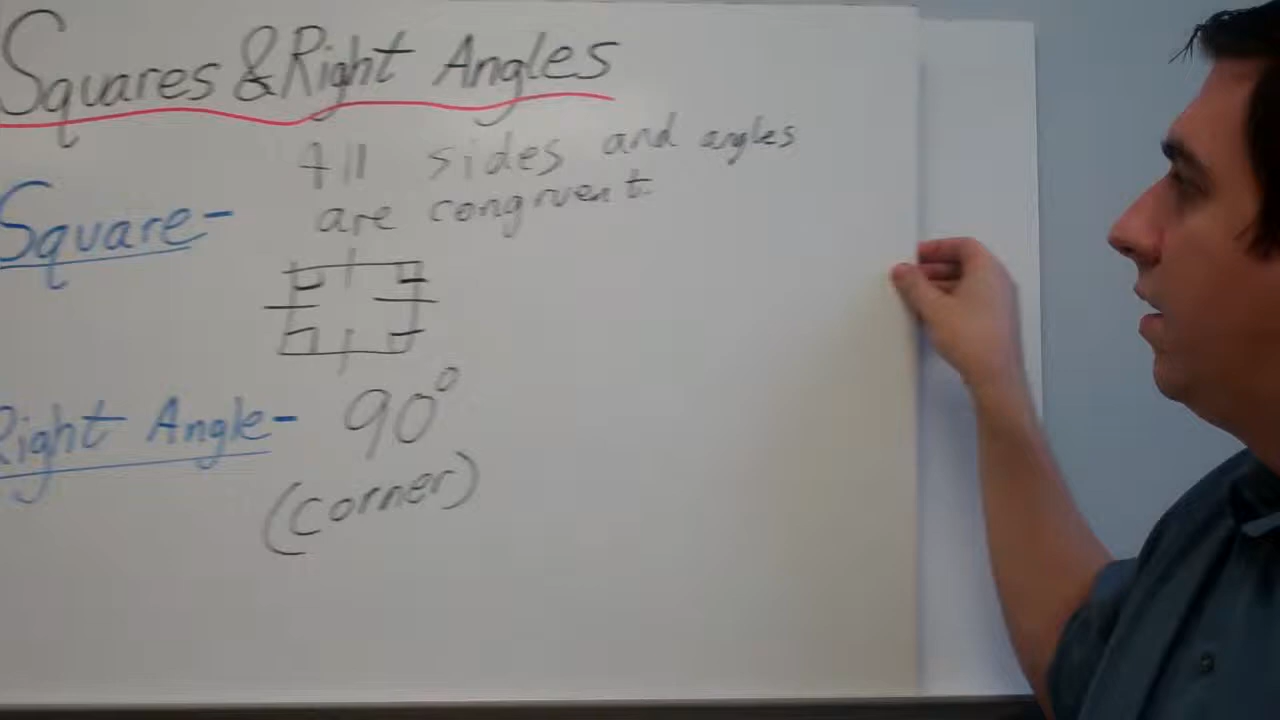 Squares & Right Angles
All sides and angles
Square- are congruent.
Right Angle- 90°
(corner)